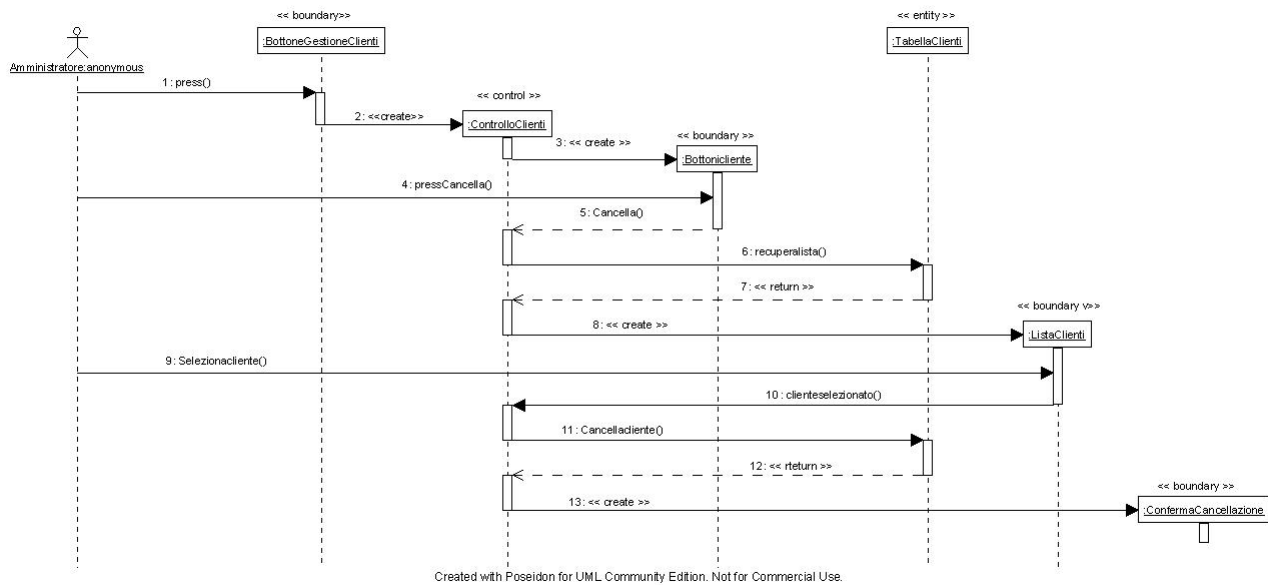 << boundary>>
:BottoneGestioneClienti
<< entity >>
:TabellaClienti
Amministratore:anonymous
1 : press()
<< control >>
2 : <<create>>
:ControlloClienti
3 : << create >>
<< boundary >>
:Bottonicliente
4 : pressCancella()
5 : Cancella()
6 : recuperalista()
7 : << return >>
<< boundary v>>
8 : << create >>
:ListaClienti
9 : Selezionacliente()
10 : clienteselezionato()
11 : Cancellacliente()
12 : << rteturn >>
<< boundary >>
13 : << create >>
:ConfermaCancellazione
Created with Poseidon for UML Community Edition. Not for Commercial Use.